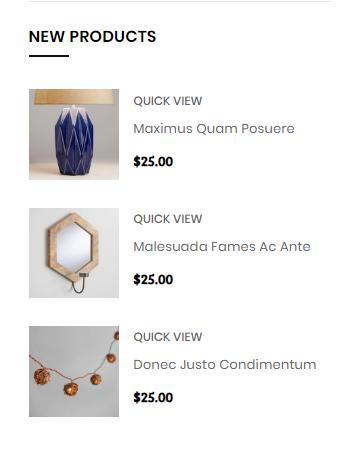 NEW PRODUCTS
QUICK VIEW
Maximus Quam Posuere
$25.00
QUICK VIEW
Malesuada Fames Ac Ante
$25.00
QUICK VIEW
Donec Justo Condimentum
$25.00